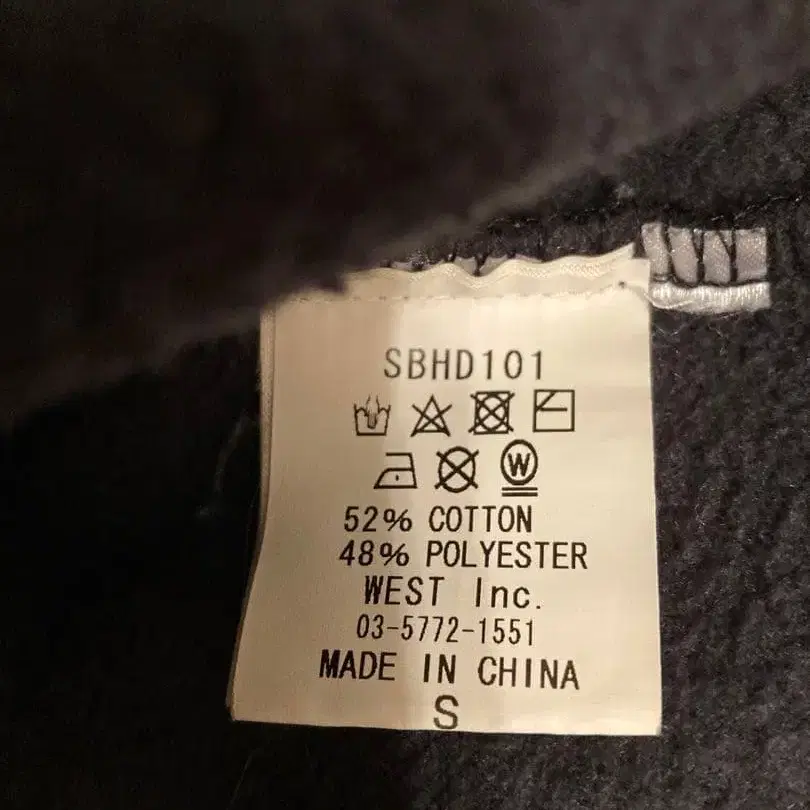 SBHD101
W
52% COTTON
48% POLYESTER
WEST Inc.
03-5772-1551
MADE IN CHINA
S